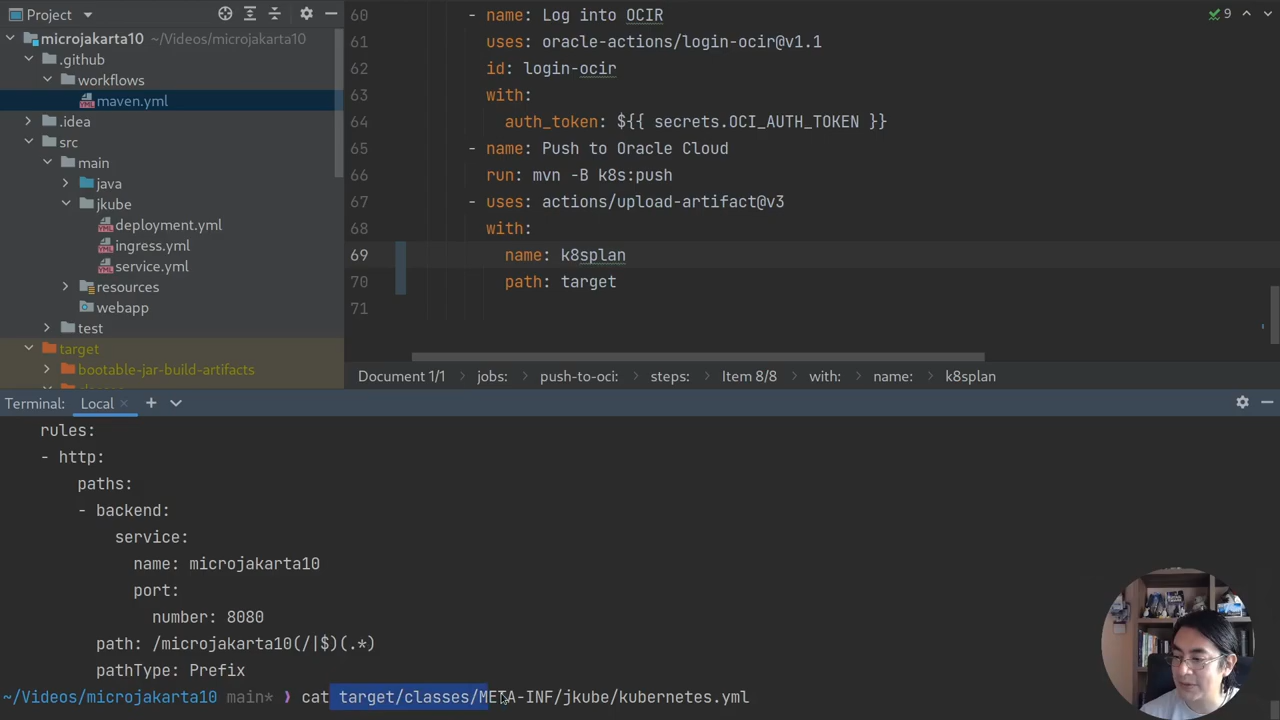 Project
microjakarta10 ~/Videos/microjakarta10
.github
workflows
maven.yml
.idea
src
main
java
jkube
deployment.yml
ingress.yml
service.yml
resources
webapp
test
target
bootable-jar-build-artifacts
60 - name: Log into OCIR
61 uses: oracle-actions/login-ocir@v1.1
62 id: login-ocir
63 with:
64 auth_token: ${{ secrets.OCI_AUTH_TOKEN }}
65 - name: Push to Oracle Cloud
66 run: mvn -B k8s:push
67 - uses: actions/upload-artifact@v3
68 with:
69 name: k8splan
70 path: target
71
9
Document 1/1 jobs: push-to-oci: steps: Item 8/8 with: name: k8splan
Terminal: Local
rules:
- http:
paths:
- backend:
service:
name: microjakarta10
port:
number: 8080
path: /microjakarta10(/|$)(.*)
pathType: Prefix
~/Videos/microjakarta10 main* ❯ cat target/classes/META-INF/jkube/kubernetes.yml